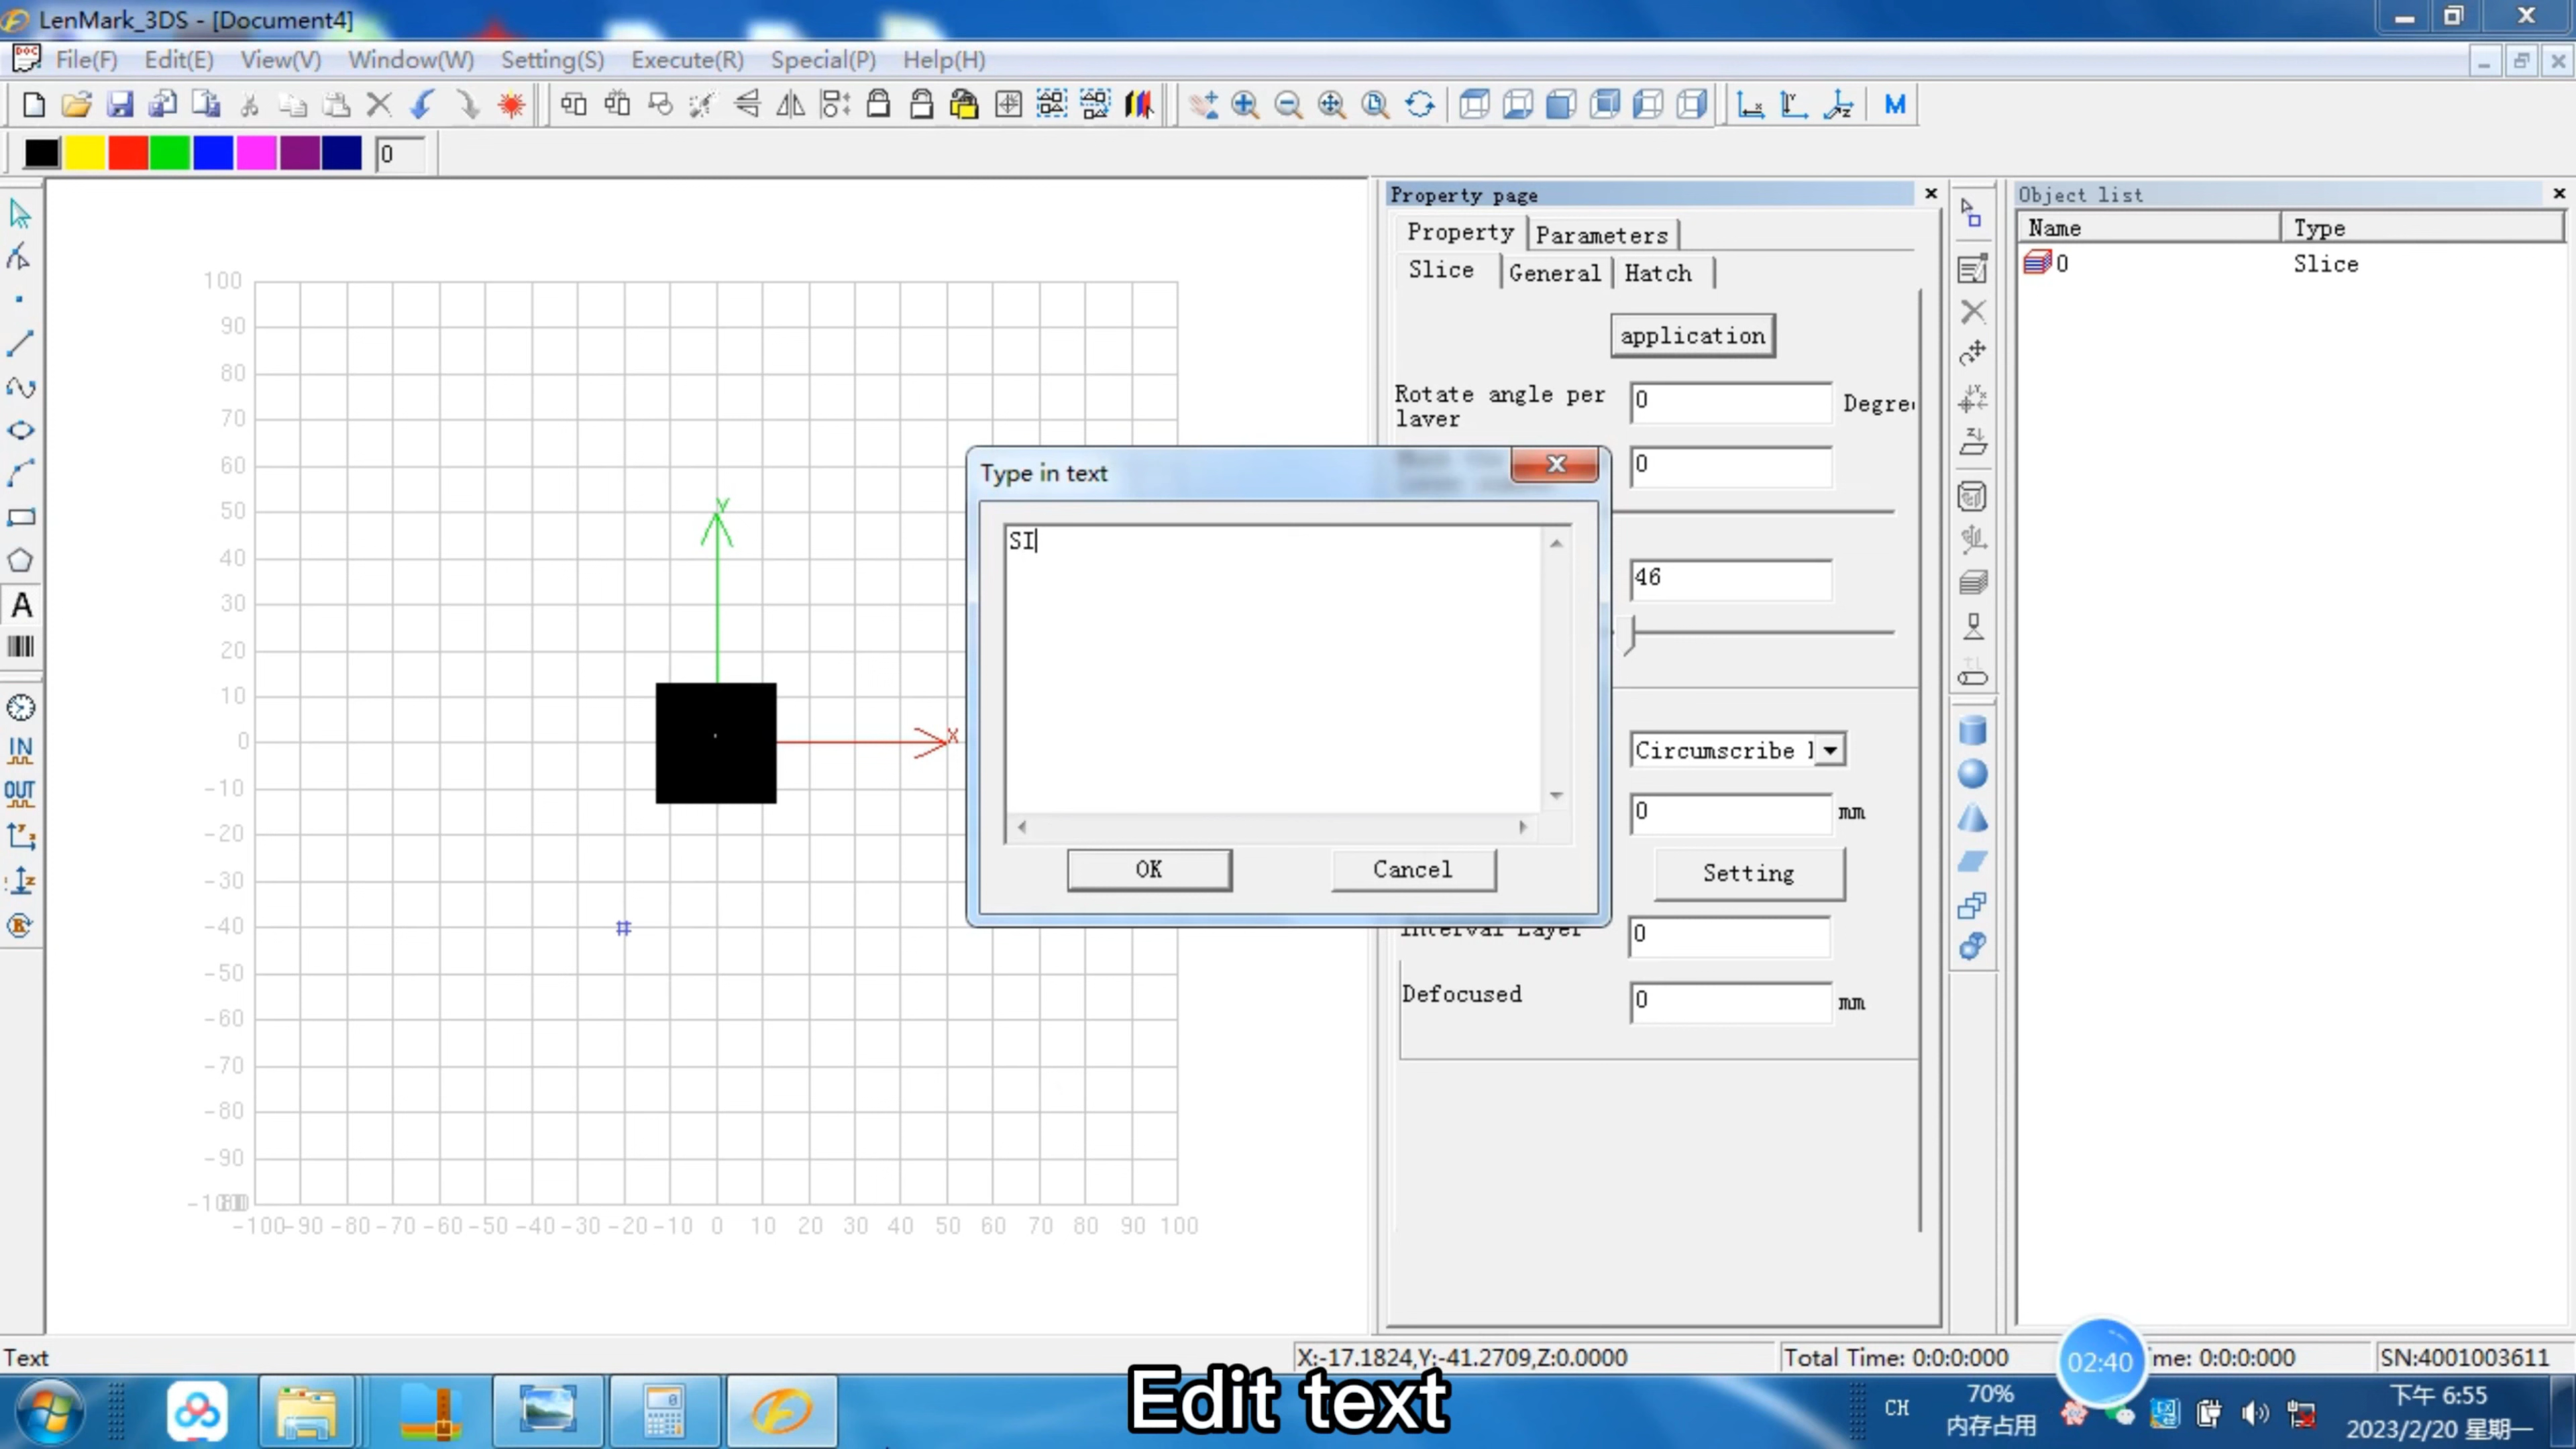 LenMark_3DS - [Document4]
File(F) Edit(E) View(V) Window(W) Setting(S) Execute(R) Special(P) Help(H)
M
0
Property page
Property Parameters
Slice General Hatch
application
Rotate angle per
laver
0
Degre
0
46
Circumscribe
0 mm
Setting
Interval Layer
0
Defocused
0 mm
Object list
Name Type
0 Slice
Type in text
SI
OK Cancel
A
IN
OUT
100
90
80
70
60
50
40
30
20
10
0
-10
-20
-30
-40
-50
-60
-70
-80
-90
-100 -90 -80 -70 -60 -50 -40 -30 -20 -10 0 10 20 30 40 50 60 70 80 90 100
Y
X
#
Text
X:-17.1824,Y:-41.2709,Z:0.0000
Total Time: 0:0:0:000
02:40
me: 0:0:0:000
SN:4001003611
Edit text
CH
70%
内存占用
下午 6:55
2023/2/20 星期一